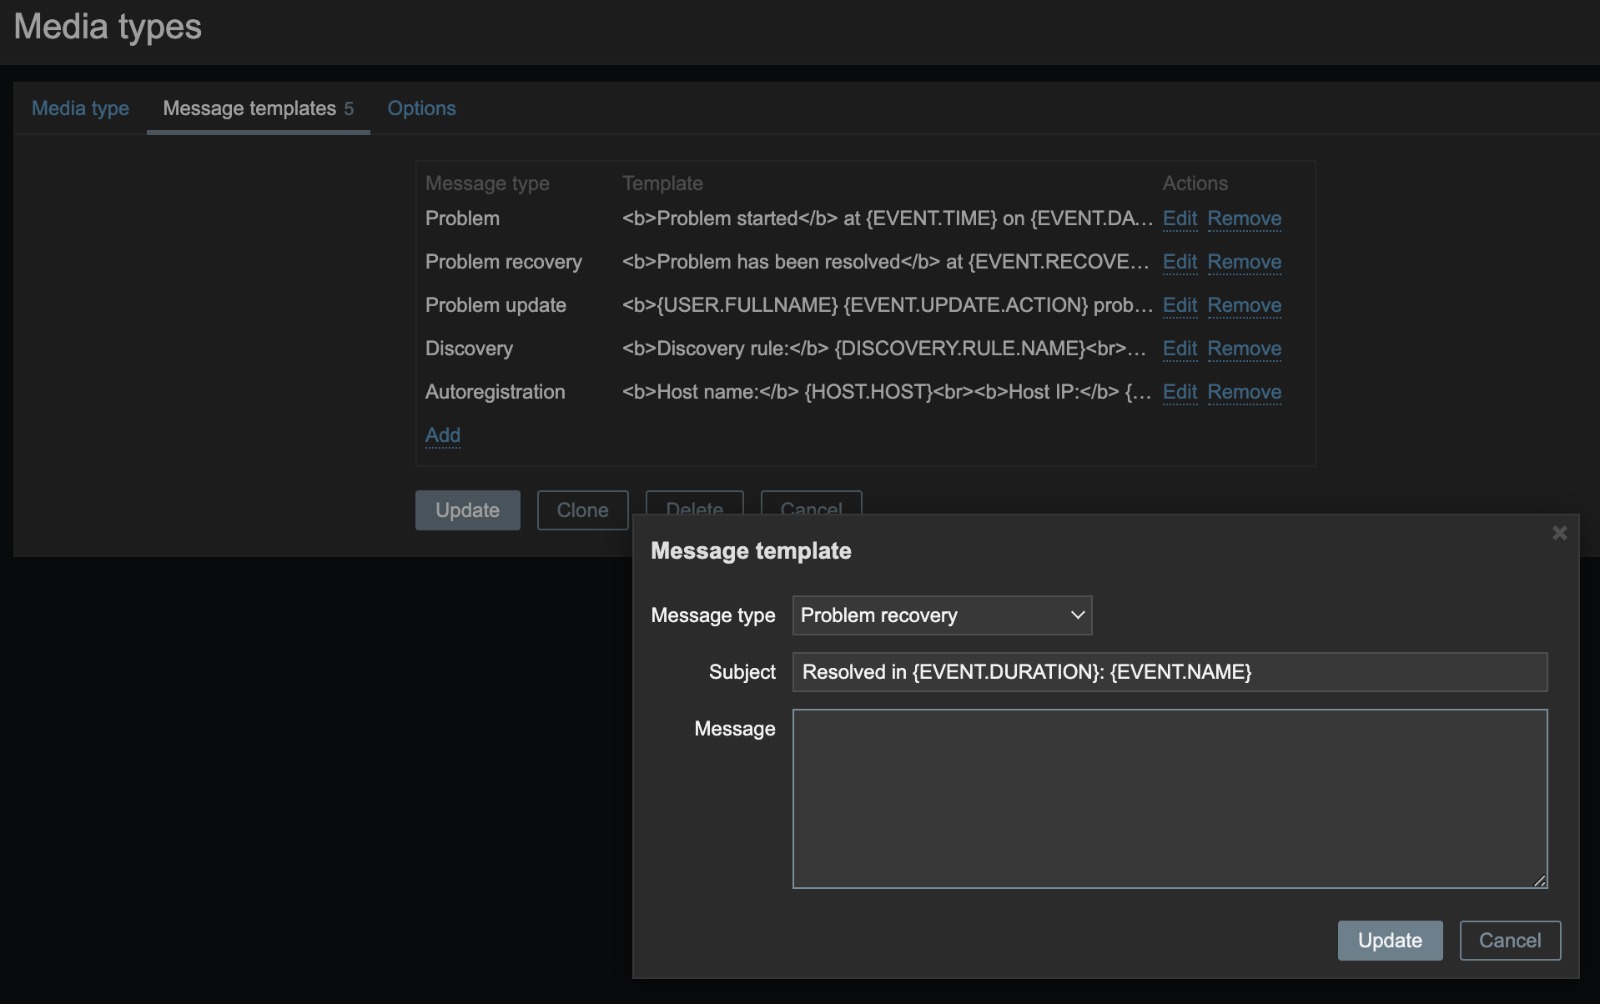 Media types
Media type Message templates 5 Options
Message type Template Actions
Problem <b>Problem started</b> at {EVENT.TIME} on {EVENT.DA... Edit Remove
Problem recovery <b>Problem has been resolved</b> at {EVENT.RECOVE... Edit Remove
Problem update <b>{USER.FULLNAME} {EVENT.UPDATE.ACTION} prob... Edit Remove
Discovery <b>Discovery rule:</b> {DISCOVERY.RULE.NAME}<br>... Edit Remove
Autoregistration <b>Host name:</b> {HOST.HOST}<br><b>Host IP:</b> {... Edit Remove
Add
Update Clone Delete Cancel
Message template
Message type Problem recovery
Subject Resolved in {EVENT.DURATION}: {EVENT.NAME}
Message
Update Cancel